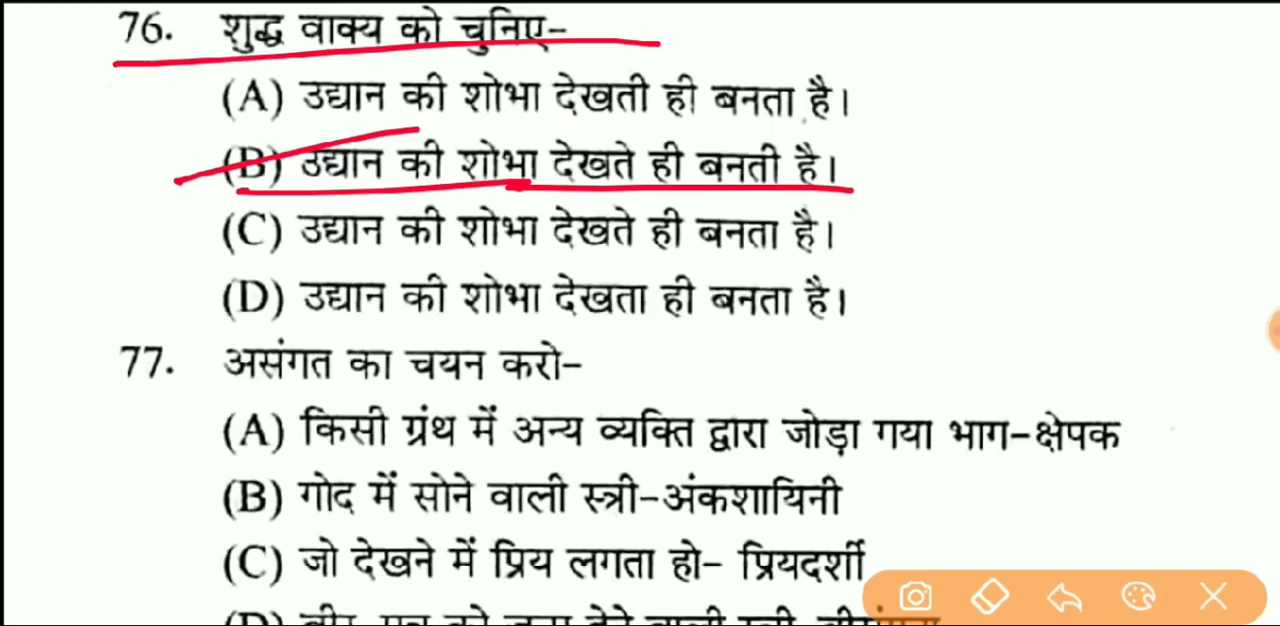 76. शुद्ध वाक्य को चुनिए-
(A) उद्यान की शोभा देखती ही बनता है।
(B) उद्यान की शोभा देखते ही बनती है।
(C) उद्यान की शोभा देखते ही बनता है।
(D) उद्यान की शोभा देखता ही बनता है।
77. असंगत का चयन करो-
(A) किसी ग्रंथ में अन्य व्यक्ति द्वारा जोड़ा गया भाग-क्षेपक
(B) गोद में सोने वाली स्त्री-अंकशायिनी
(C) जो देखने में प्रिय लगता हो- प्रियदर्शी